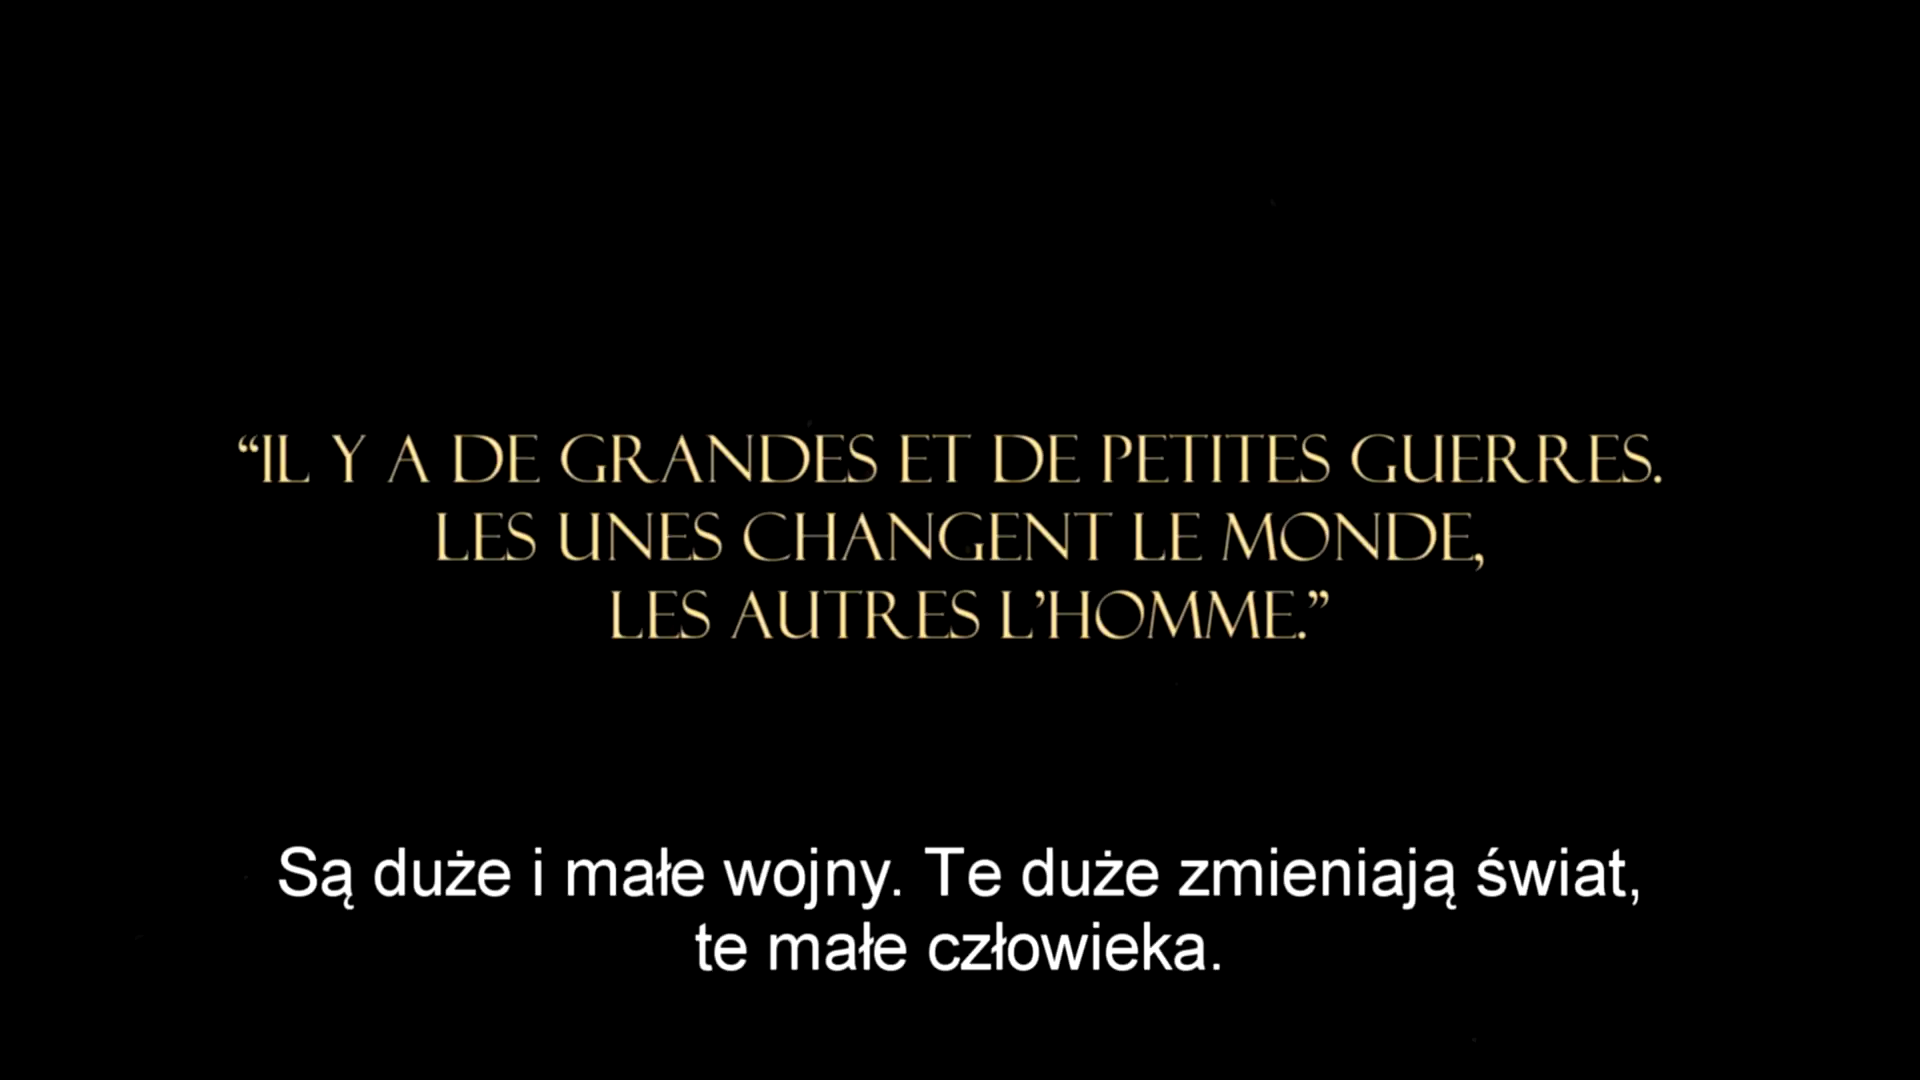 “IL Y A DE GRANDES ET DE PETITES GUERRES.
LES UNES CHANGENT LE MONDE,
LES AUTRES L’HOMME.”
Są duże i małe wojny. Te duże zmieniają świat,
te małe człowieka.